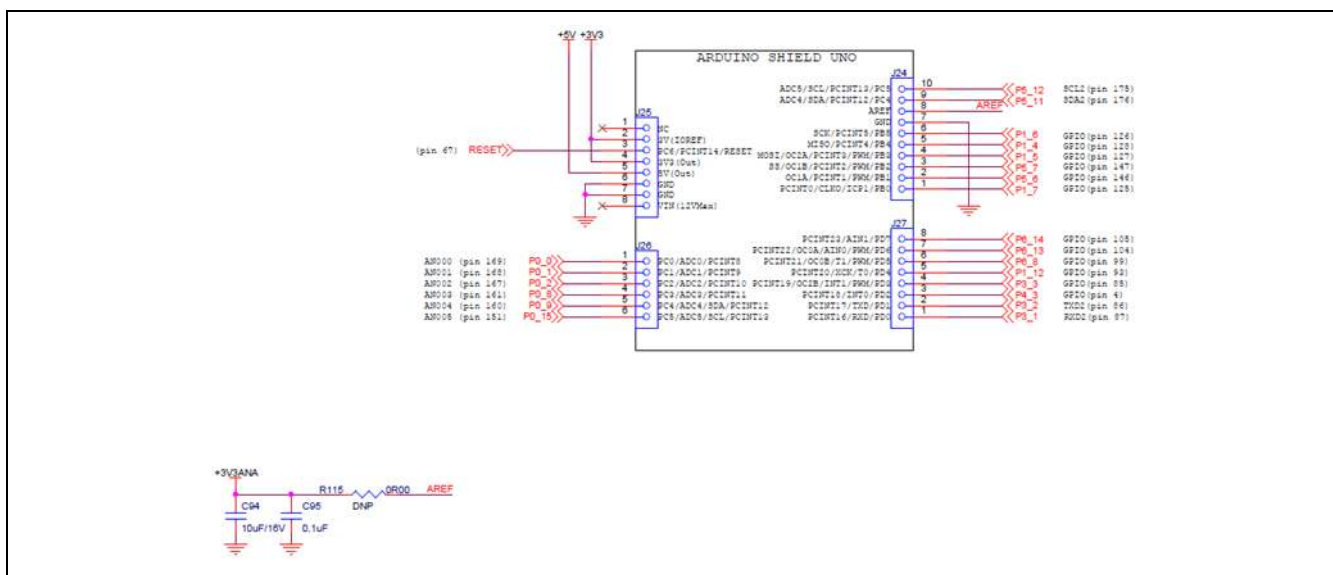 +5V +3V3
ARDUINO SHIELD UNO
J25
1 NC
2 3V(IOREF)
(pin 67) RESET 3 PC6/PCINT14/RESET
4 3V3(Out)
5 5V(Out)
6 GND
7 GND
8 VIN(12VMax)
J24
ADC5/SCL/PCINT13/PC5 10 P5_12 SCL2(pin 175)
ADC4/SDA/PCINT12/PC4 9 P5_11 SDA2(pin 176)
AREF 8 AREF
GND 7
SCK/PCINT5/PB5 6 P1_6 GPIO(pin 126)
MISO/PCINT4/PB4 5 P1_4 GPIO(pin 128)
MOSI/OC2A/PCINT3/PWM/PB3 4 P1_5 GPIO(pin 127)
SS/OC1B/PCINT2/PWM/PB2 3 P5_7 GPIO(pin 147)
OC1A/PCINT1/PWM/PB1 2 P5_6 GPIO(pin 146)
PCINT0/CLKO/ICP1/PB0 1 P1_7 GPIO(pin 125)
J26
AN000 (pin 169) P0_0 1 PC0/ADC0/PCINT8
AN001 (pin 168) P0_1 2 PC1/ADC1/PCINT9
AN002 (pin 167) P0_2 3 PC2/ADC2/PCINT10
AN003 (pin 161) P0_8 4 PC3/ADC3/PCINT11
AN004 (pin 160) P0_9 5 PC4/ADC4/SDA/PCINT12
AN005 (pin 151) P0_15 6 PC5/ADC5/SCL/PCINT13
J27
PCINT23/AIN1/PD7 8 P6_14 GPIO(pin 105)
PCINT22/OC0A/AIN0/PWM/PD6 7 P6_13 GPIO(pin 104)
PCINT21/OC0B/T1/PWM/PD5 6 P6_8 GPIO(pin 99)
PCINT20/XCK/T0/PD4 5 P1_12 GPIO(pin 93)
PCINT19/OC2B/INT1/PWM/PD3 4 P3_3 GPIO(pin 85)
PCINT18/INT0/PD2 3 P4_3 GPIO(pin 4)
PCINT17/TXD/PD1 2 P3_2 TXD2(pin 86)
PCINT16/RXD/PD0 1 P3_1 RXD2(pin 87)
+3V3ANA
R115 0R00 AREF
C94 C95 DNP
10uF/16V 0.1uF